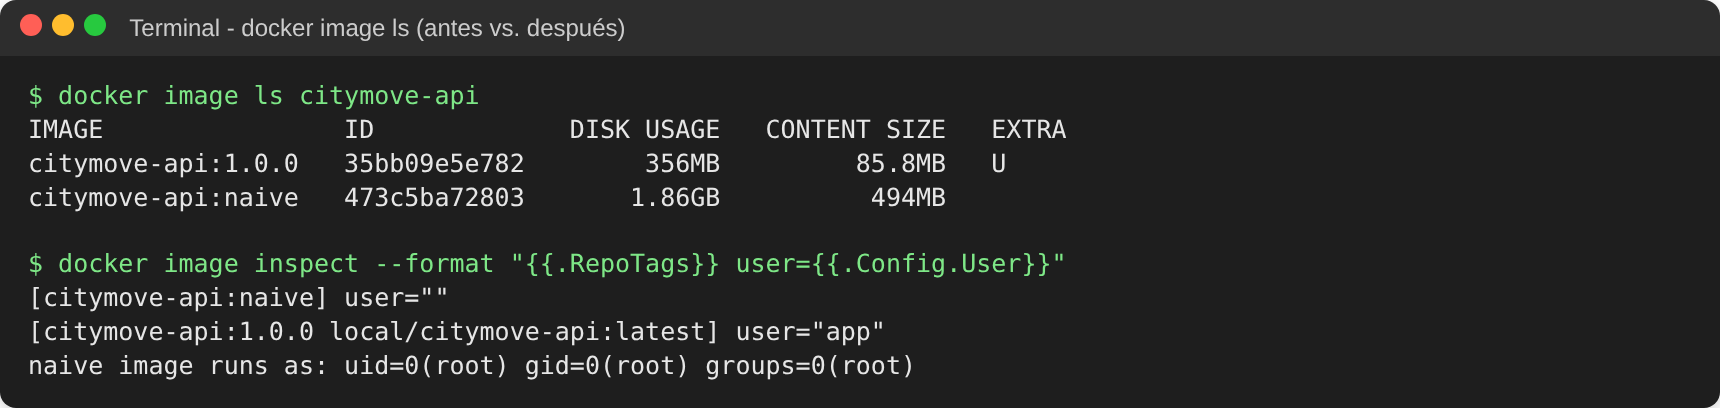 Terminal - docker image ls (antes vs. después)
$ docker image ls citymove-api
IMAGE                ID             DISK USAGE   CONTENT SIZE   EXTRA
citymove-api:1.0.0   35bb09e5e782        356MB         85.8MB   U
citymove-api:naive   473c5ba72803       1.86GB          494MB
$ docker image inspect --format "{{.RepoTags}} user={{.Config.User}}"
[citymove-api:naive] user=""
[citymove-api:1.0.0 local/citymove-api:latest] user="app"
naive image runs as: uid=0(root) gid=0(root) groups=0(root)